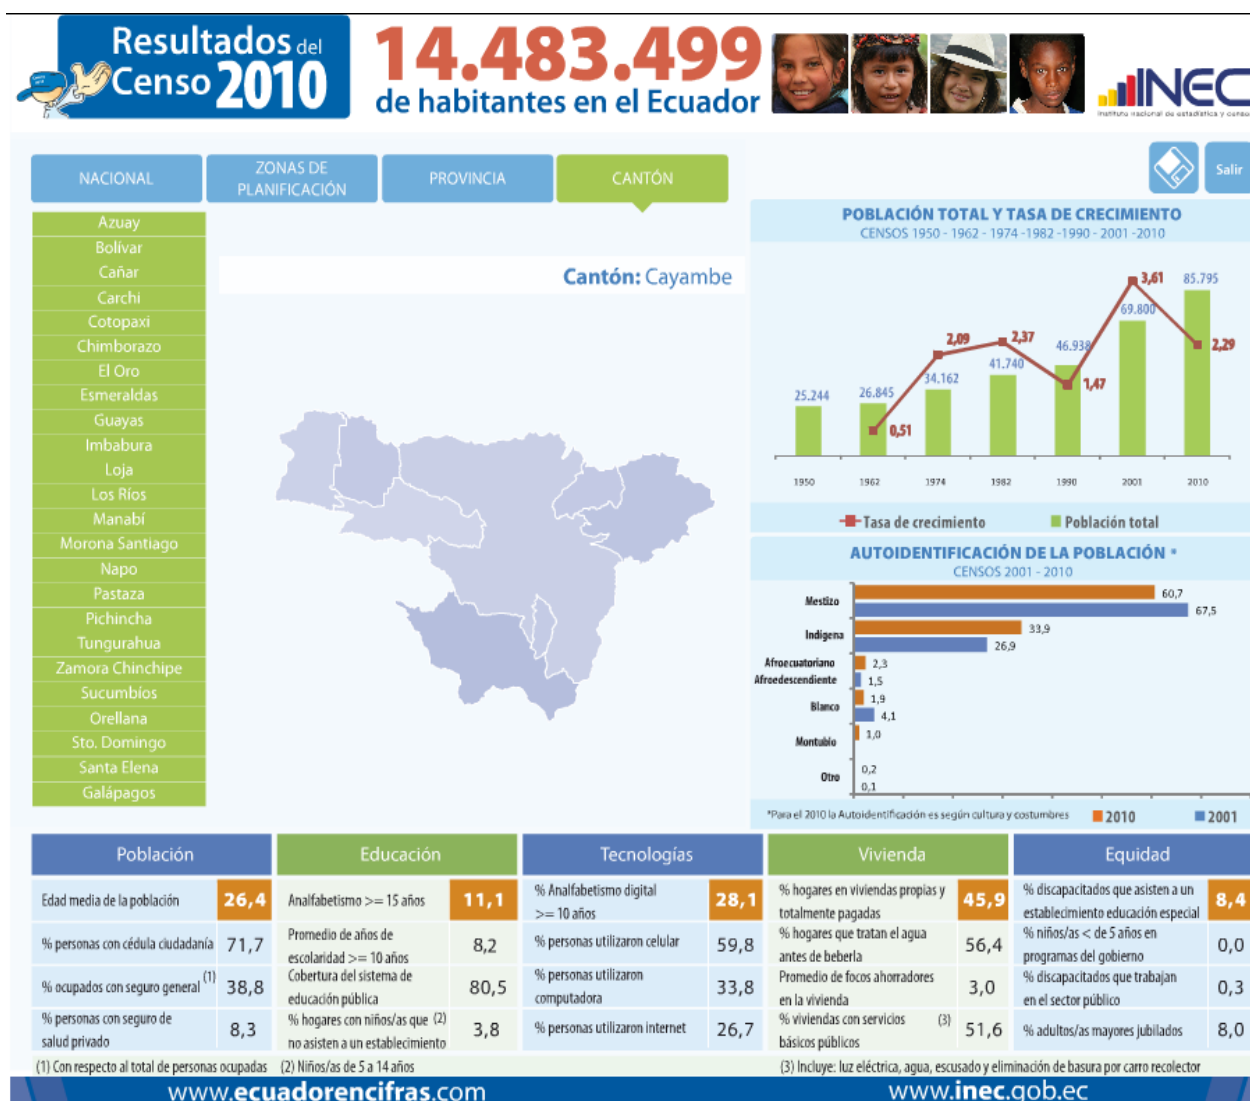 Resultados del
Censo 2010
14.483.499
de habitantes en el Ecuador
INEC
Instituto nacional de estadística y censos
NACIONAL
ZONAS DE
PLANIFICACIÓN
PROVINCIA
CANTÓN
Salir
Azuay
Bolívar
Cañar
Carchi
Cotopaxi
Chimborazo
El Oro
Esmeraldas
Guayas
Imbabura
Loja
Los Ríos
Manabí
Morona Santiago
Napo
Pastaza
Pichincha
Tungurahua
Zamora Chinchipe
Sucumbíos
Orellana
Sto. Domingo
Santa Elena
Galápagos
Cantón: Cayambe
POBLACIÓN TOTAL Y TASA DE CRECIMIENTO
CENSOS 1950 - 1962 - 1974 -1982 -1990 - 2001 -2010
25.244
26.845
34.162
41.740
46.938
69.800
85.795
0,51
2,09
2,37
1,47
3,61
2,29
1950 1962 1974 1982 1990 2001 2010
Tasa de crecimiento Población total
AUTOIDENTIFICACIÓN DE LA POBLACIÓN *
CENSOS 2001 - 2010
Mestizo 60,7
67,5
Indígena 33,9
26,9
Afroecuatoriano 2,3
Afroedescendiente 1,5
Blanco 1,9
4,1
Montubio 1,0
Otro 0,2
0,1
*Para el 2010 la Autoidentificación es según cultura y costumbres 2010 2001
Población
Edad media de la población 26,4
% personas con cédula ciudadanía 71,7
% ocupados con seguro general (1) 38,8
% personas con seguro de
salud privado 8,3
Educación
Analfabetismo >= 15 años 11,1
Promedio de años de
escolaridad >= 10 años 8,2
Cobertura del sistema de
educación pública 80,5
% hogares con niños/as que (2)
no asisten a un establecimiento 3,8
Tecnologías
% Analfabetismo digital
>= 10 años 28,1
% personas utilizaron celular 59,8
% personas utilizaron
computadora 33,8
% personas utilizaron internet 26,7
Vivienda
% hogares en viviendas propias y
totalmente pagadas 45,9
% hogares que tratan el agua
antes de beberla 56,4
Promedio de focos ahorradores
en la vivienda 3,0
% viviendas con servicios (3)
básicos públicos 51,6
Equidad
% discapacitados que asisten a un
establecimiento educación especial 8,4
% niños/as < de 5 años en
programas del gobierno 0,0
% discapacitados que trabajan
en el sector público 0,3
% adultos/as mayores jubilados 8,0
(1) Con respecto al total de personas ocupadas (2) Niños/as de 5 a 14 años
(3) Incluye: luz eléctrica, agua, escusado y eliminación de basura por carro recolector
www.ecuadorencifras.com
www.inec.gob.ec